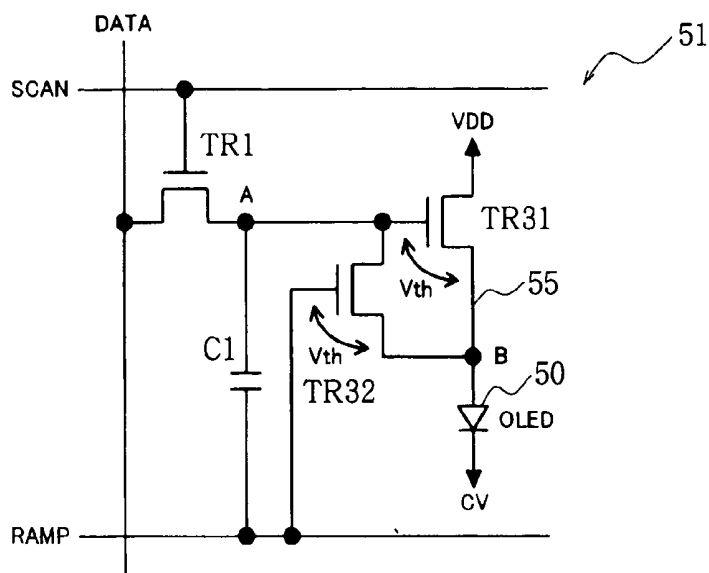 DATA
51
SCAN
VDD
TR1
A
TR31
Vth
55
C1
Vth
B
TR32
50
OLED
CV
RAMP